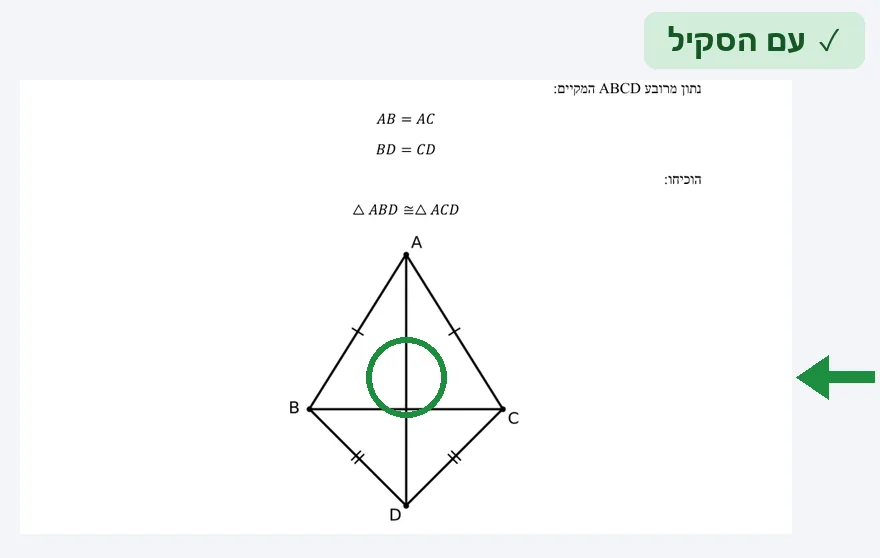 ✓ עם הסקיל
נתון מרובע ABCD המקיים:
AB = AC
BD = CD
הוכיחו:
△ ABD ≅△ ACD
A
B
C
D